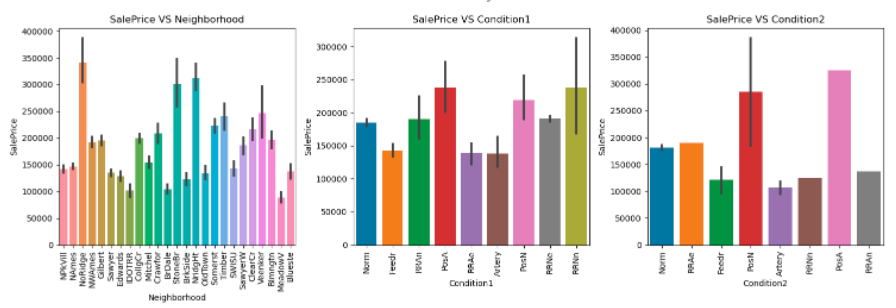 SalePrice VS Neighborhood
400000
350000
300000
250000
200000
150000
100000
50000
0
SalePrice
NPkVill
NAmes
NoRidge
NWAmes
Gilbert
Sawyer
Edwards
IDOTRR
CollgCr
Mitchel
Crawfor
BrDale
StoneBr
BrkSide
NridgHt
OldTown
Somerst
Timber
SWISU
SawyerW
ClearCr
Veenker
Blmngtn
MeadowV
Blueste
Neighborhood
SalePrice VS Condition1
300000
250000
200000
150000
100000
50000
0
SalePrice
Norm
Feedr
RRAn
PosA
RRAe
Artery
PosN
RRNe
RRNn
Condition1
SalePrice VS Condition2
400000
350000
300000
250000
200000
150000
100000
50000
0
SalePrice
Norm
RRAe
Feedr
PosN
Artery
RRNn
PosA
RRAn
Condition2